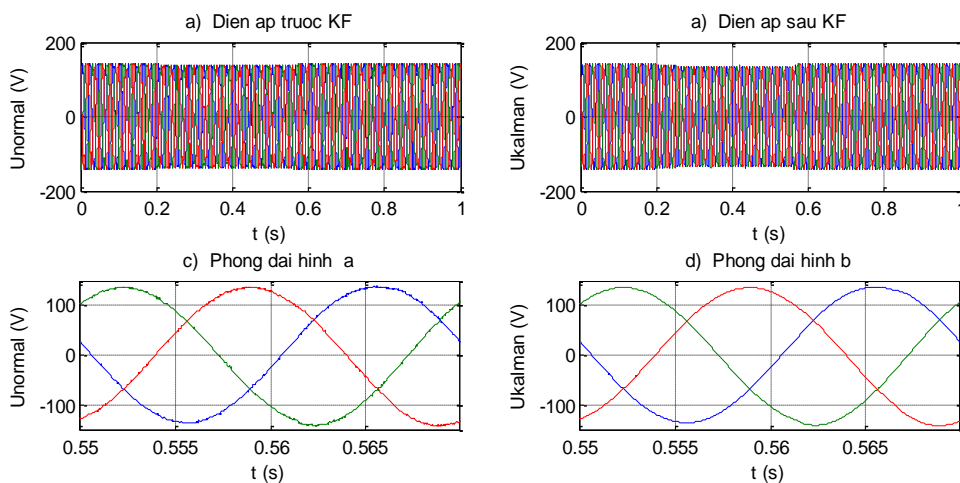 a) Dien ap truoc KF
200
0
-200
Unormal (V)
0 0.2 0.4 0.6 0.8 1
t (s)
a) Dien ap sau KF
200
0
-200
Ukalman (V)
0 0.2 0.4 0.6 0.8 1
t (s)
c) Phong dai hinh a
100
0
-100
Unormal (V)
0.55 0.555 0.56 0.565
t (s)
d) Phong dai hinh b
100
0
-100
Ukalman (V)
0.55 0.555 0.56 0.565
t (s)